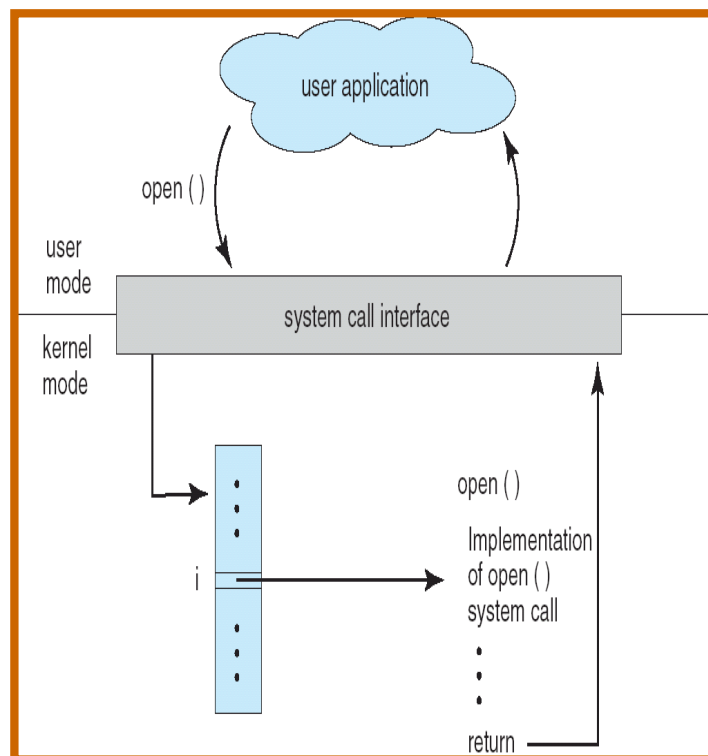 user application
open ( )
user
mode
system call interface
kernel
mode
open ( )
Implementation
of open ( )
system call
i
return